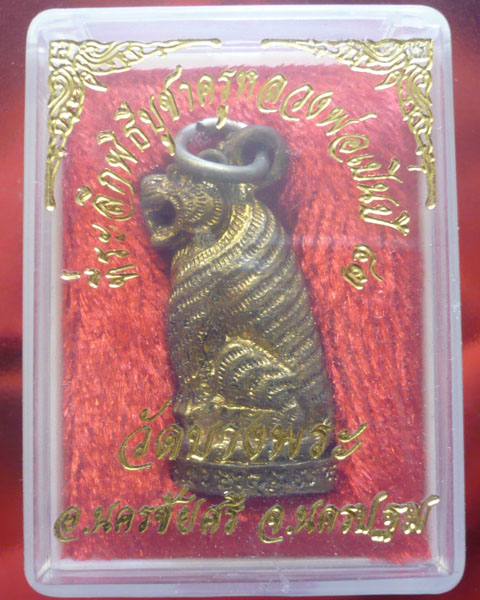 ที่ระลึกพิธีบูชาครูหลวงพ่อเปิ่นปี
วัดบางพระ
อ.นครชัยศรี จ.นครปฐม